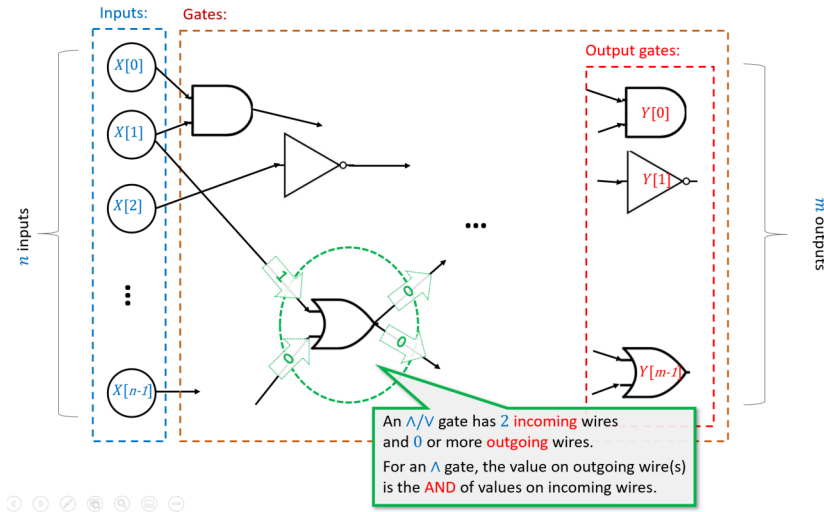 Inputs:
Gates:
X[0]
X[1]
X[2]
X[n-1]
n inputs
1
0
0
0
...
...
Output gates:
Y[0]
Y[1]
Y[m-1]
m outputs
An ∧/∨ gate has 2 incoming wires
and 0 or more outgoing wires.
For an ∧ gate, the value on outgoing wire(s)
is the AND of values on incoming wires.